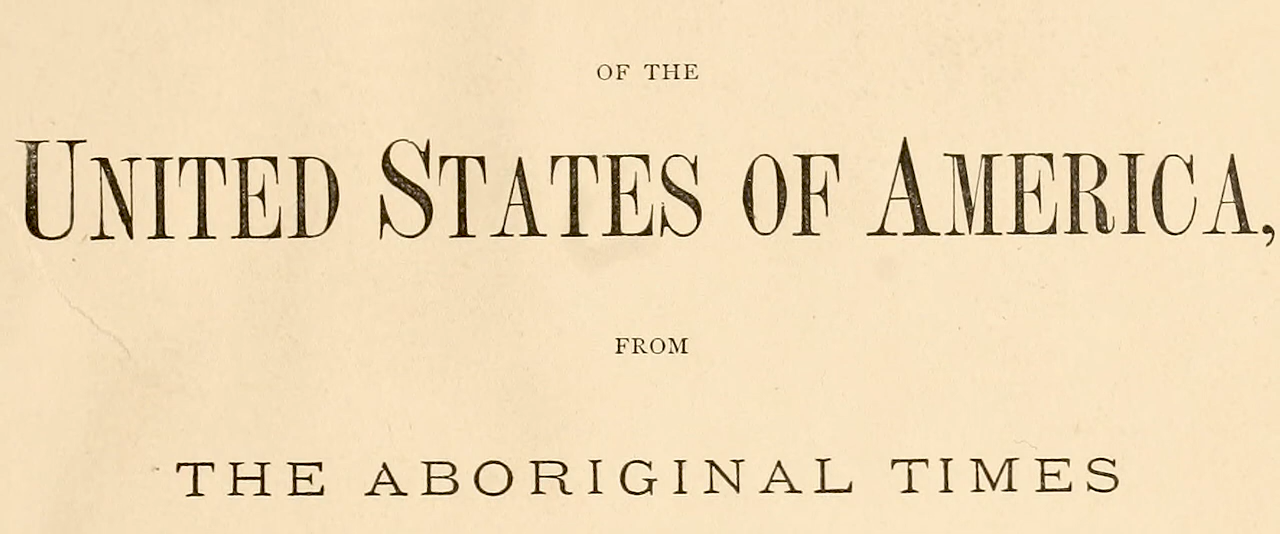 OF THE
UNITED STATES OF AMERICA,
FROM
THE ABORIGINAL TIMES